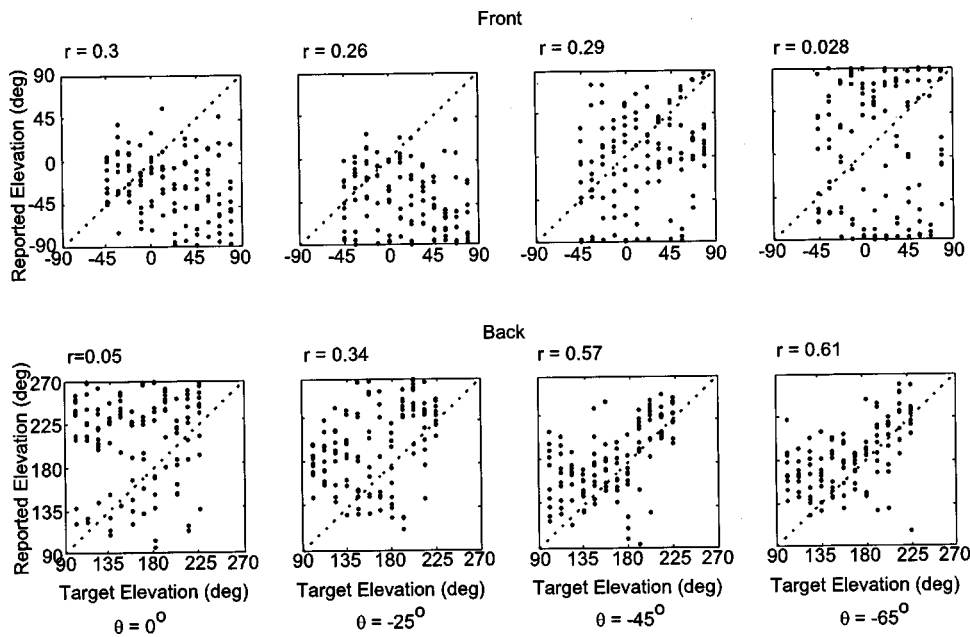 Front
r = 0.3
r = 0.26
r = 0.29
r = 0.028
Reported Elevation (deg)
90
45
0
-45
-90
-90 -45 0 45 90
-90 -45 0 45 90
-90 -45 0 45 90
-90 -45 0 45 90
Back
r=0.05
r = 0.34
r = 0.57
r = 0.61
Reported Elevation (deg)
270
225
180
135
90
90 135 180 225 270
90 135 180 225 270
90 135 180 225 270
90 135 180 225 270
Target Elevation (deg)
Target Elevation (deg)
Target Elevation (deg)
Target Elevation (deg)
θ = 0°
θ = -25°
θ = -45°
θ = -65°